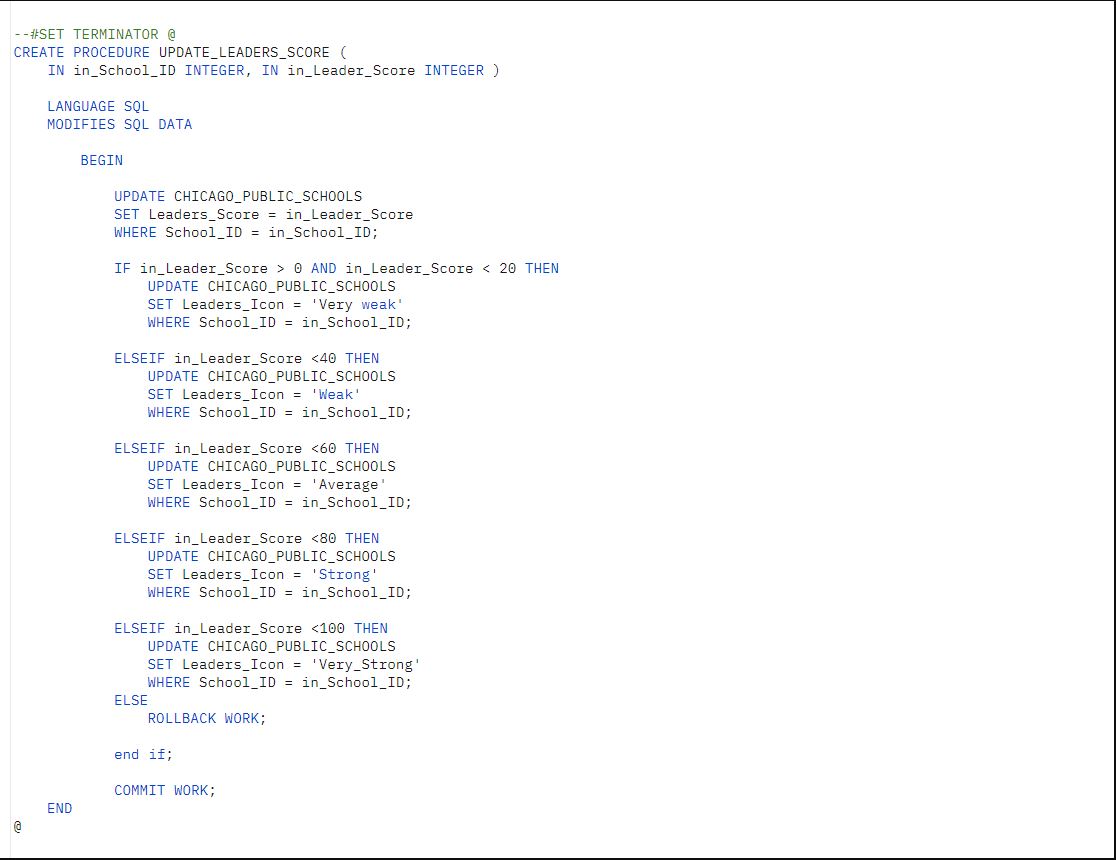 --#SET TERMINATOR @
CREATE PROCEDURE UPDATE_LEADERS_SCORE (
    IN in_School_ID INTEGER, IN in_Leader_Score INTEGER )

    LANGUAGE SQL
    MODIFIES SQL DATA

        BEGIN

            UPDATE CHICAGO_PUBLIC_SCHOOLS
            SET Leaders_Score = in_Leader_Score
            WHERE School_ID = in_School_ID;

            IF in_Leader_Score > 0 AND in_Leader_Score < 20 THEN
                UPDATE CHICAGO_PUBLIC_SCHOOLS
                SET Leaders_Icon = 'Very weak'
                WHERE School_ID = in_School_ID;

            ELSEIF in_Leader_Score <40 THEN
                UPDATE CHICAGO_PUBLIC_SCHOOLS
                SET Leaders_Icon = 'Weak'
                WHERE School_ID = in_School_ID;

            ELSEIF in_Leader_Score <60 THEN
                UPDATE CHICAGO_PUBLIC_SCHOOLS
                SET Leaders_Icon = 'Average'
                WHERE School_ID = in_School_ID;

            ELSEIF in_Leader_Score <80 THEN
                UPDATE CHICAGO_PUBLIC_SCHOOLS
                SET Leaders_Icon = 'Strong'
                WHERE School_ID = in_School_ID;

            ELSEIF in_Leader_Score <100 THEN
                UPDATE CHICAGO_PUBLIC_SCHOOLS
                SET Leaders_Icon = 'Very_Strong'
                WHERE School_ID = in_School_ID;
            ELSE
                ROLLBACK WORK;

            end if;

            COMMIT WORK;
    END
@